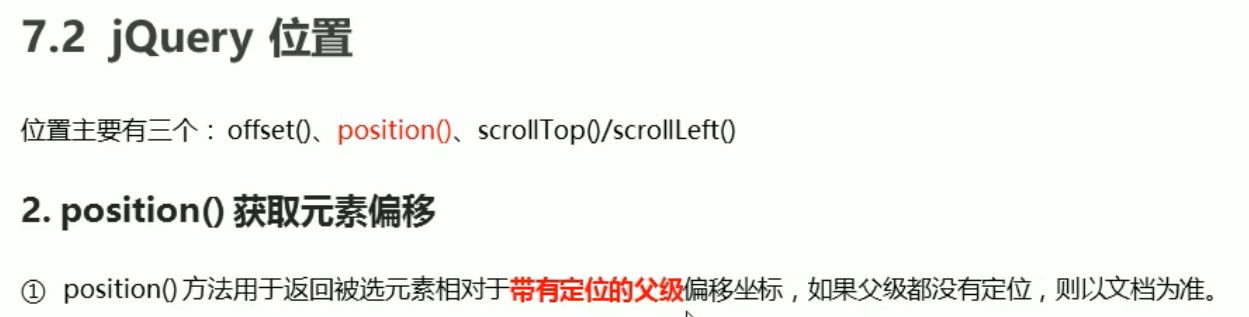 7.2 jQuery 位置
位置主要有三个： offset()、position()、scrollTop()/scrollLeft()
2. position() 获取元素偏移
① position() 方法用于返回被选元素相对于带有定位的父级偏移坐标，如果父级都没有定位，则以文档为准。